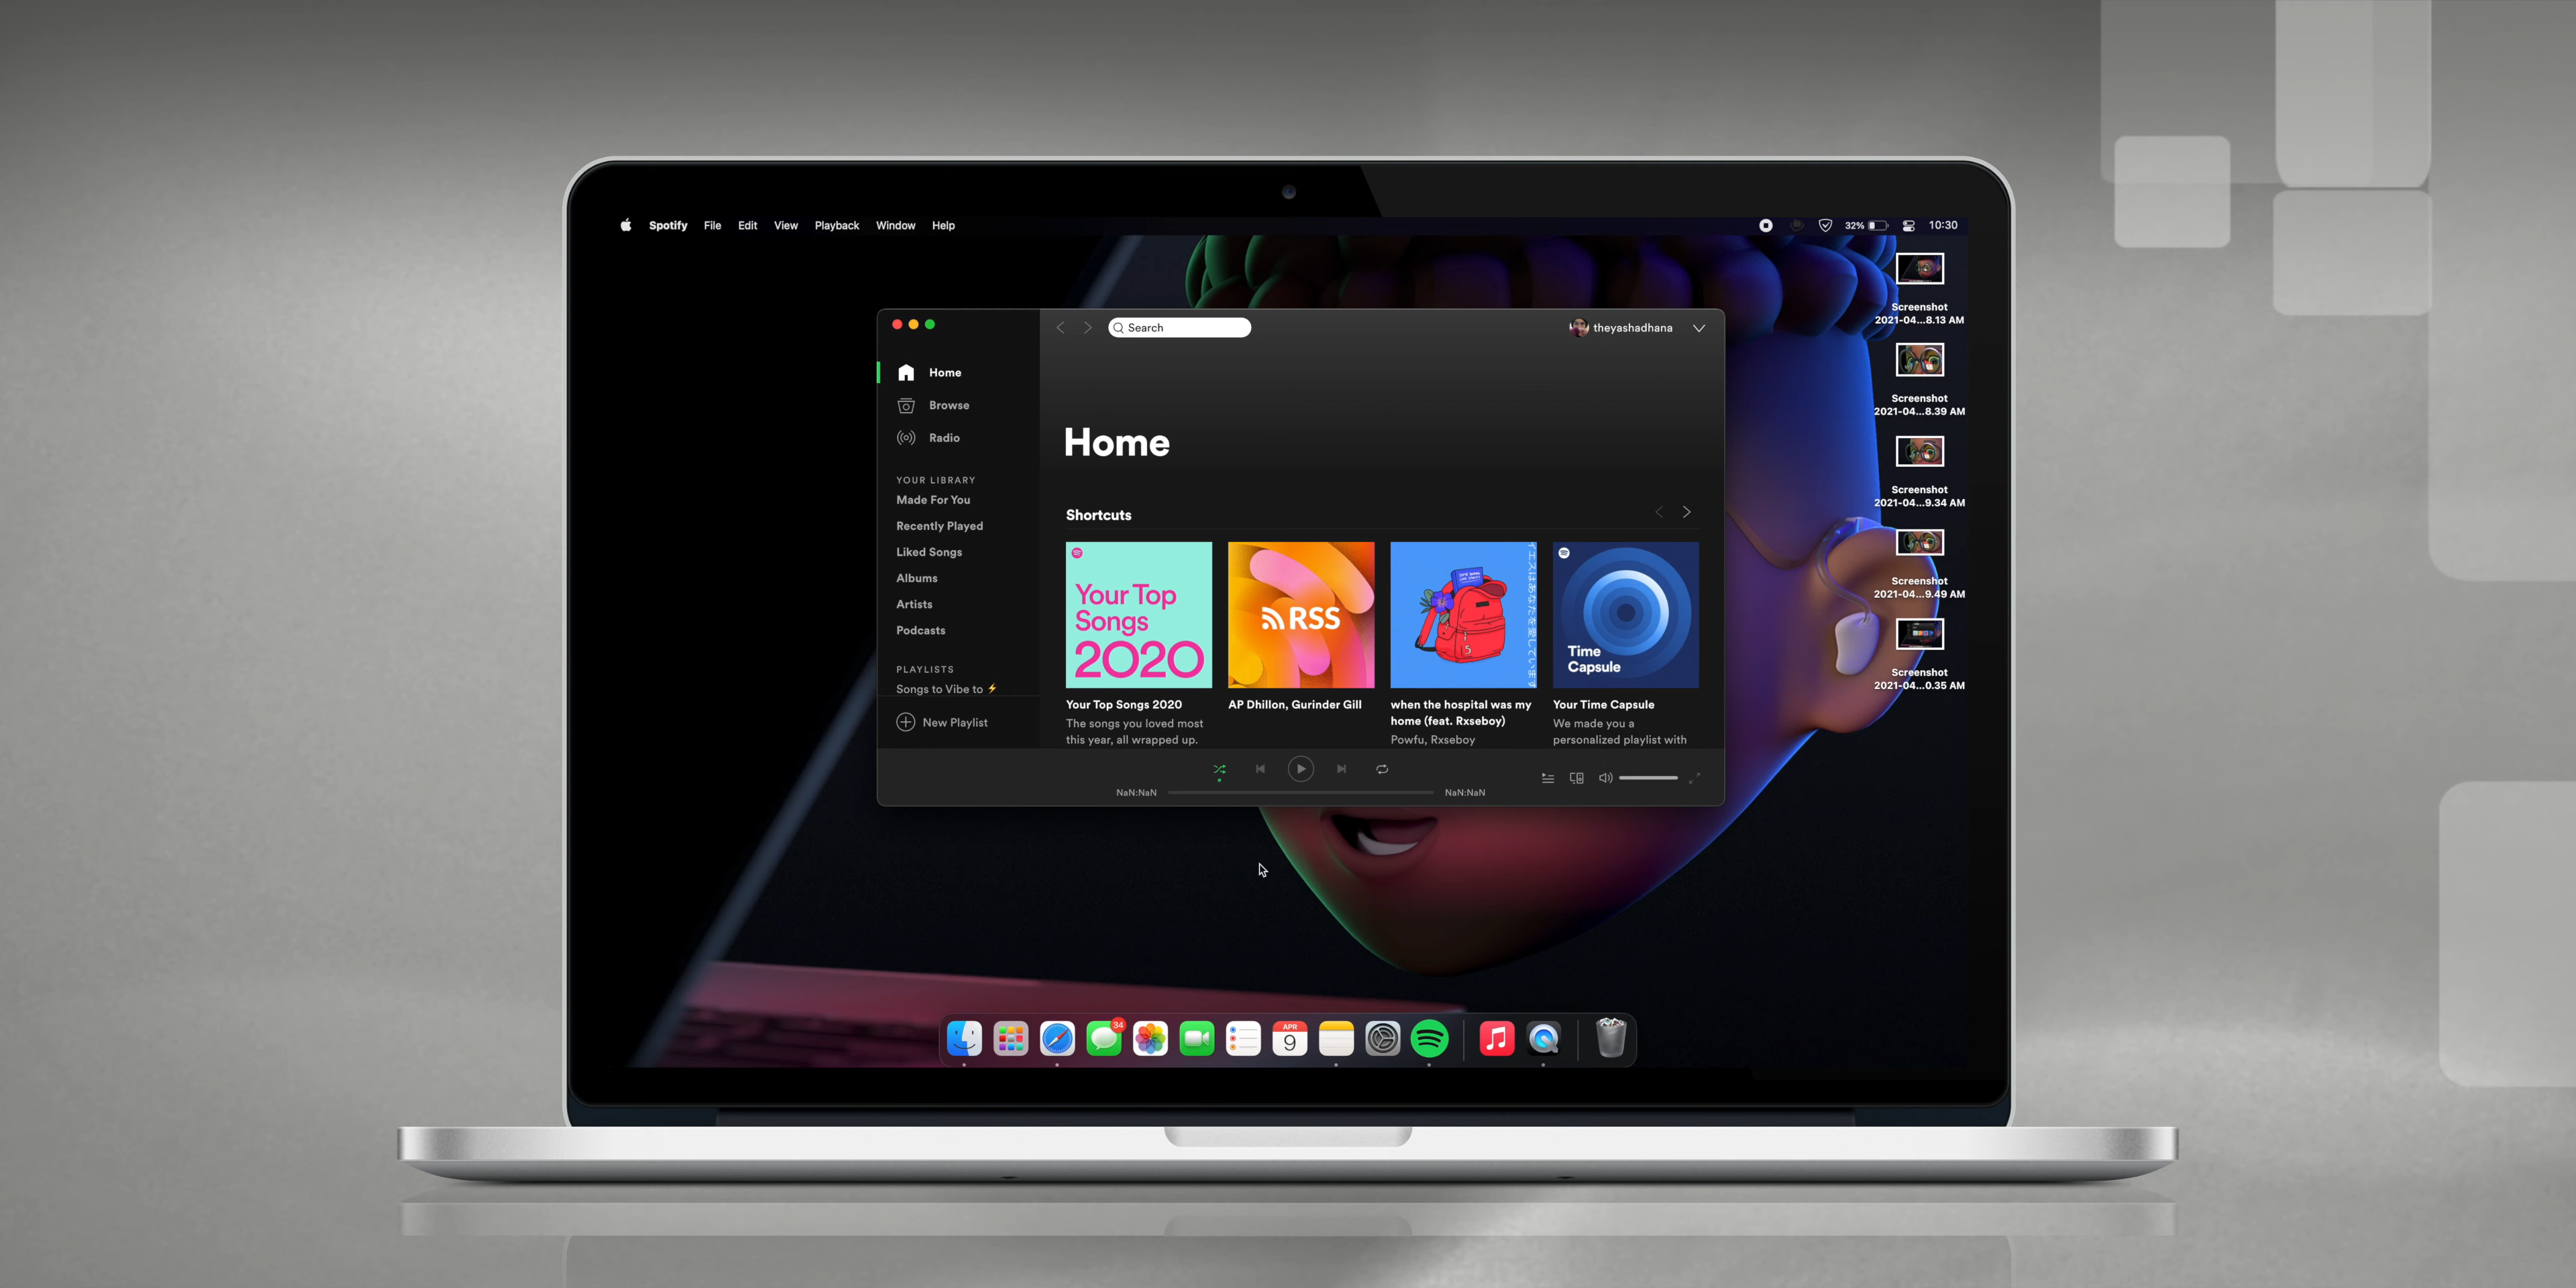 Spotify File Edit View Playback Window Help
32% 10:30
Screenshot
2021-04...8.13 AM
Screenshot
2021-04...8.39 AM
Screenshot
2021-04...9.34 AM
Screenshot
2021-04...9.49 AM
Screenshot
2021-04...0.35 AM
Search
theyashadhana
Home
Browse
Radio
YOUR LIBRARY
Made For You
Recently Played
Liked Songs
Albums
Artists
Podcasts
PLAYLISTS
Songs to Vibe to ⚡
New Playlist
Home
Shortcuts
Your Top
Songs
2020
Your Top Songs 2020
The songs you loved most
this year, all wrapped up.
RSS
AP Dhillon, Gurinder Gill
when the hospital was my
home (feat. Rxseboy)
Powfu, Rxseboy
Time
Capsule
Your Time Capsule
We made you a
personalized playlist with
NaN:NaN
NaN:NaN
34
APR
9